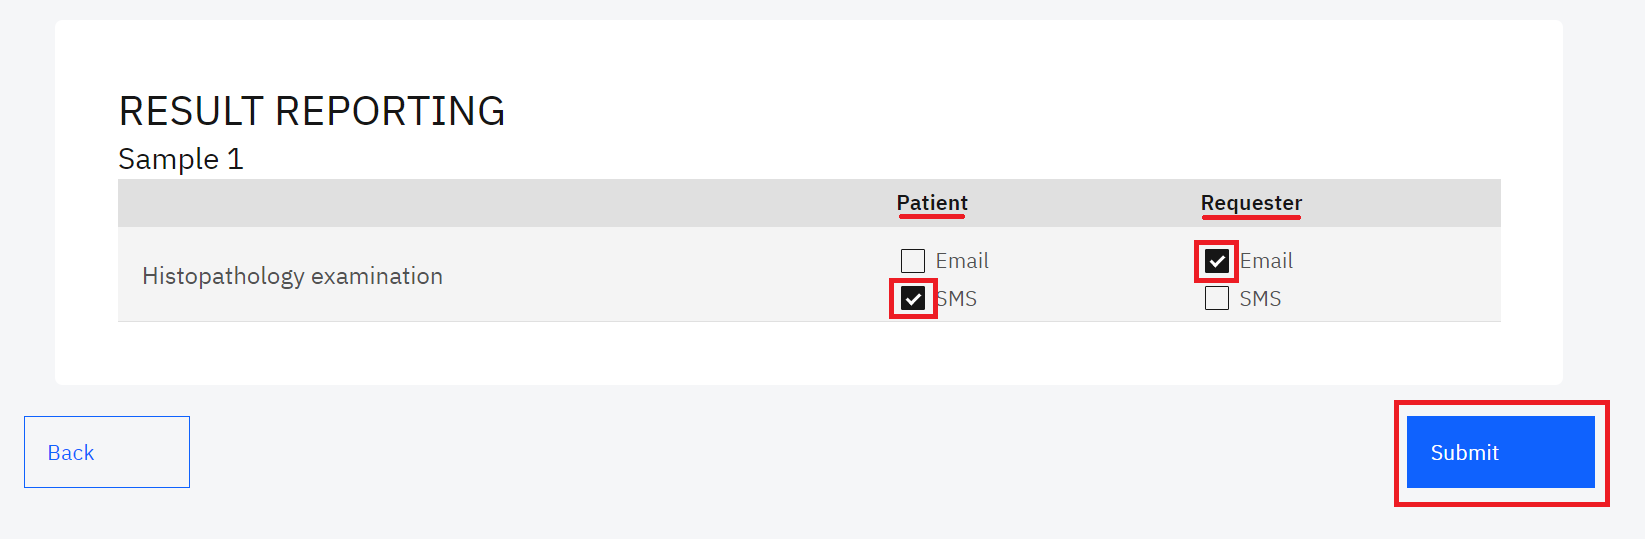 RESULT REPORTING
Sample 1
Patient Requester
Histopathology examination
Email Email
SMS SMS
Back Submit